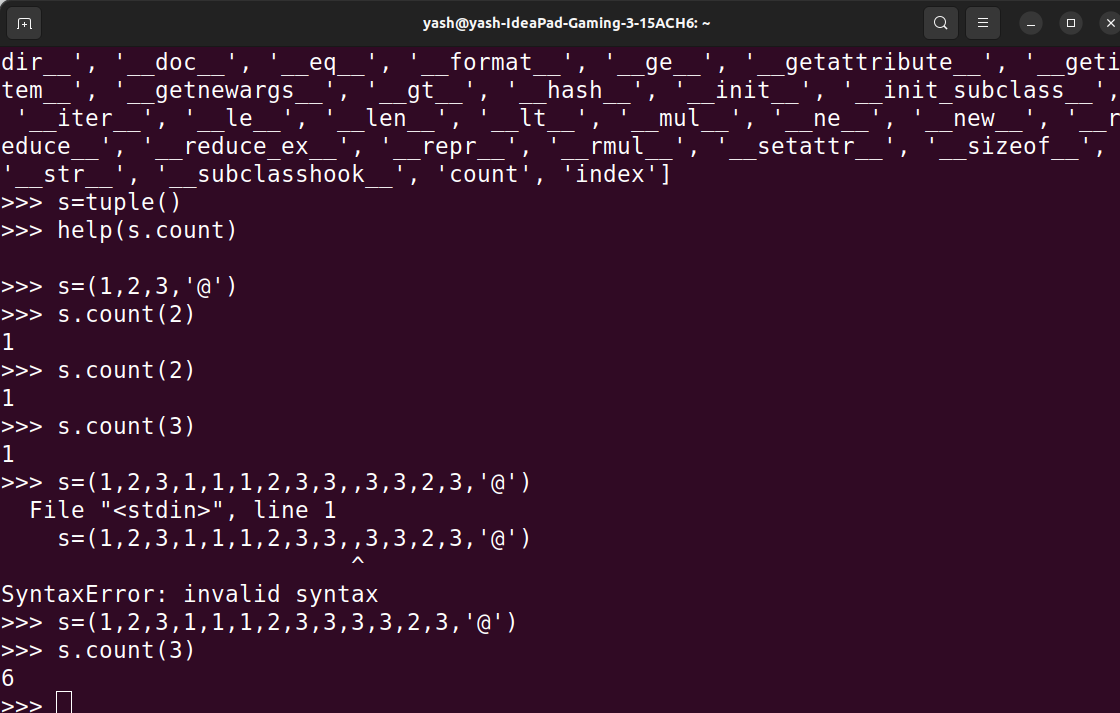 yash@yash-IdeaPad-Gaming-3-15ACH6: ~
dir__', '__doc__', '__eq__', '__format__', '__ge__', '__getattribute__', '__geti
tem__', '__getnewargs__', '__gt__', '__hash__', '__init__', '__init_subclass__',
 '__iter__', '__le__', '__len__', '__lt__', '__mul__', '__ne__', '__new__', '__r
educe__', '__reduce_ex__', '__repr__', '__rmul__', '__setattr__', '__sizeof__',
'__str__', '__subclasshook__', 'count', 'index']
>>> s=tuple()
>>> help(s.count)

>>> s=(1,2,3,'@')
>>> s.count(2)
1
>>> s.count(2)
1
>>> s.count(3)
1
>>> s=(1,2,3,1,1,1,2,3,3,,3,3,2,3,'@')
  File "<stdin>", line 1
    s=(1,2,3,1,1,1,2,3,3,,3,3,2,3,'@')
                         ^
SyntaxError: invalid syntax
>>> s=(1,2,3,1,1,1,2,3,3,3,3,2,3,'@')
>>> s.count(3)
6
>>>